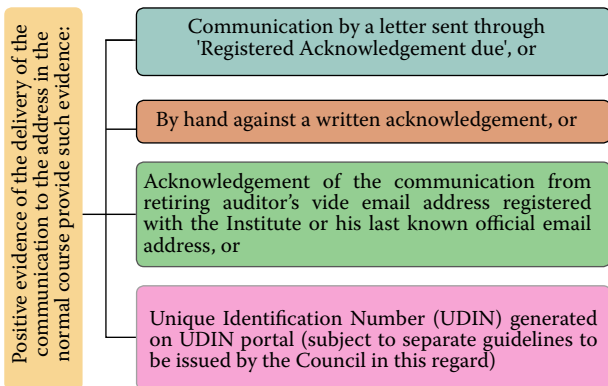 Positive evidence of the delivery of the
communication to the address in the
normal course provide such evidence:
Communication by a letter sent through
'Registered Acknowledgement due', or
By hand against a written acknowledgement, or
Acknowledgement of the communication from
retiring auditor's vide email address registered
with the Institute or his last known official email
address, or
Unique Identification Number (UDIN) generated
on UDIN portal (subject to separate guidelines to
be issued by the Council in this regard)